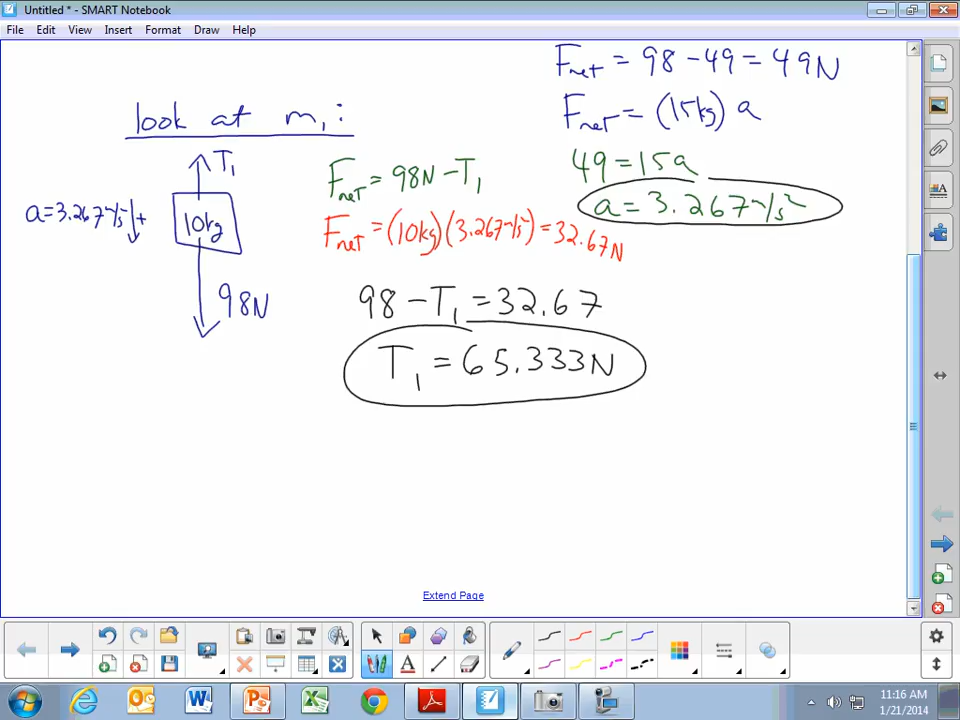 Untitled * - SMART Notebook
File Edit View Insert Format Draw Help
Fnet = 98 - 49 = 49N
look at m1:
Fnet = (15kg) a
T1
49 = 15a
Fnet = 98N - T1
a = 3.267m/s²
a=3.267m/s² ↓+
10kg
Fnet = (10kg)(3.267m/s²) = 32.67N
98N
98 - T1 = 32.67
T1 = 65.333N
Extend Page
11:16 AM
1/21/2014